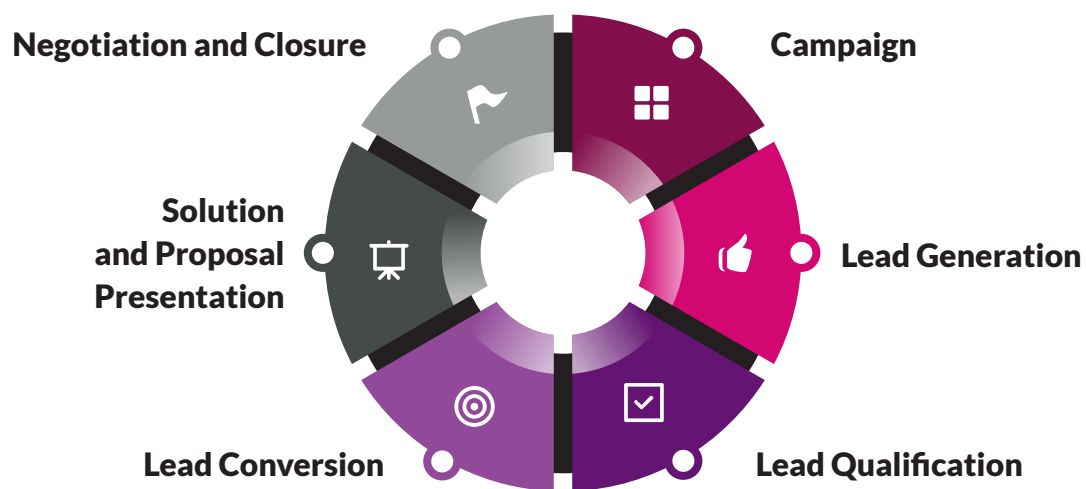 Negotiation and Closure
Campaign
Solution
and Proposal
Presentation
Lead Generation
Lead Conversion
Lead Qualification